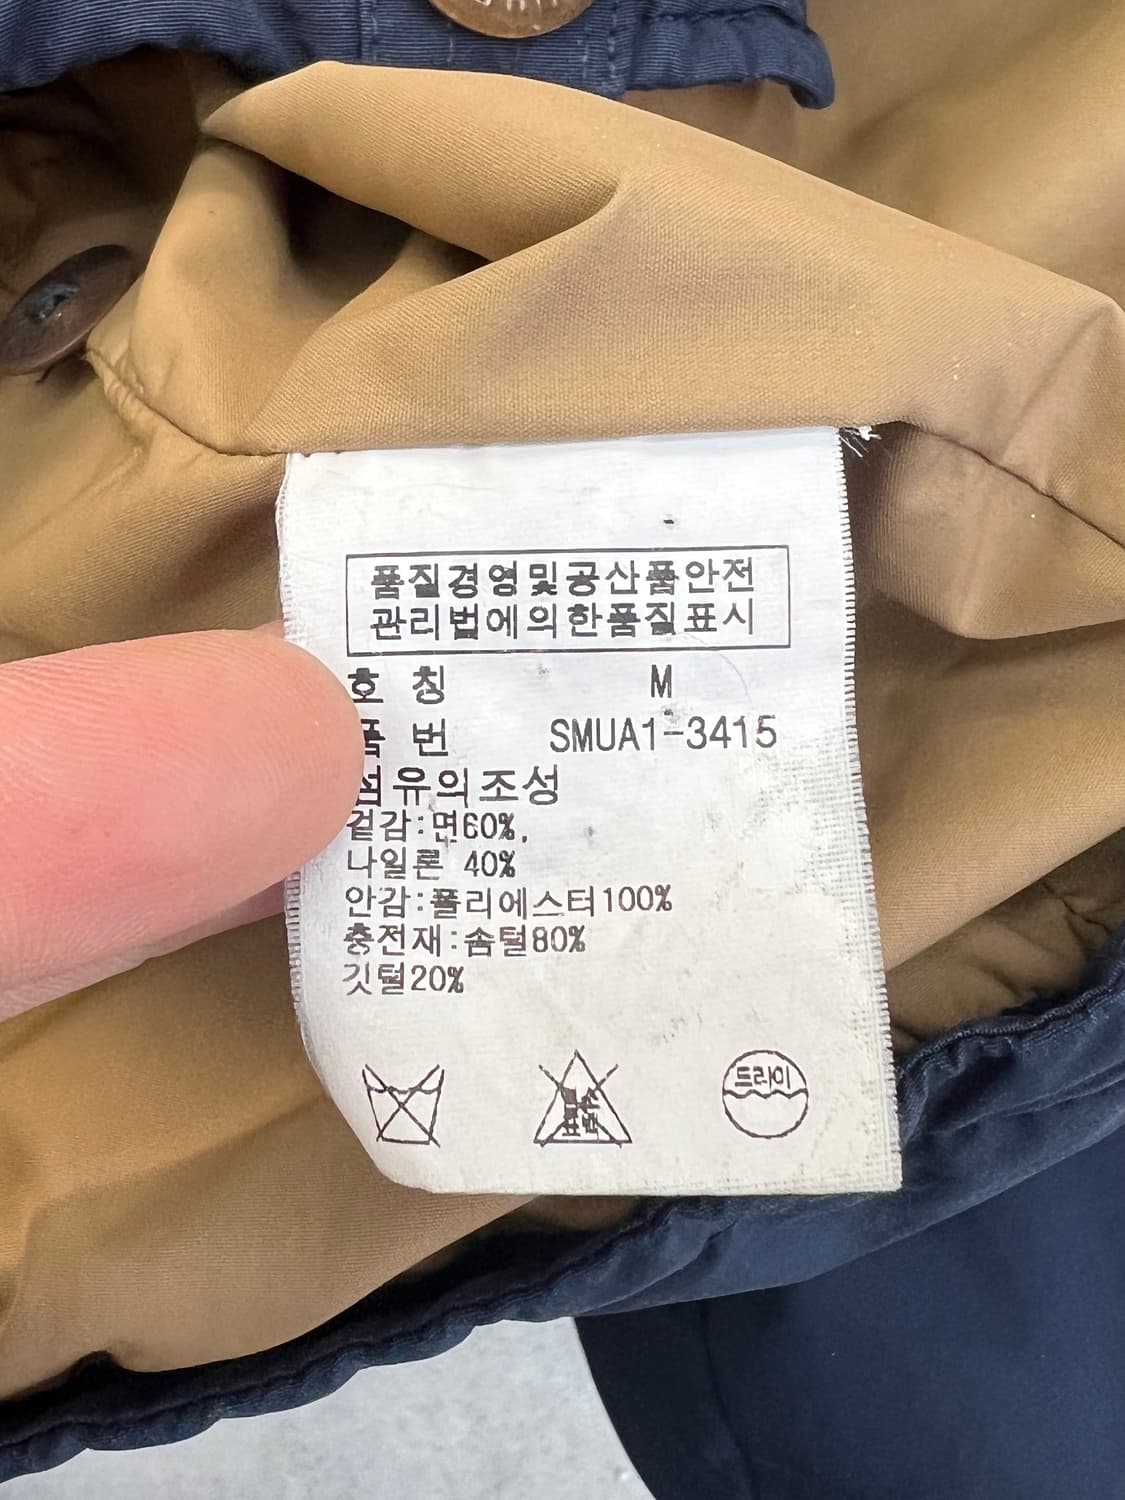 품질경영및공산품안전
관리법에의한품질표시
호 칭 M
품 번 SMUA1-3415
섬유의조성
겉감:면60%,
나일론 40%
안감:폴리에스터100%
충전재:솜털80%
깃털20%
드라이